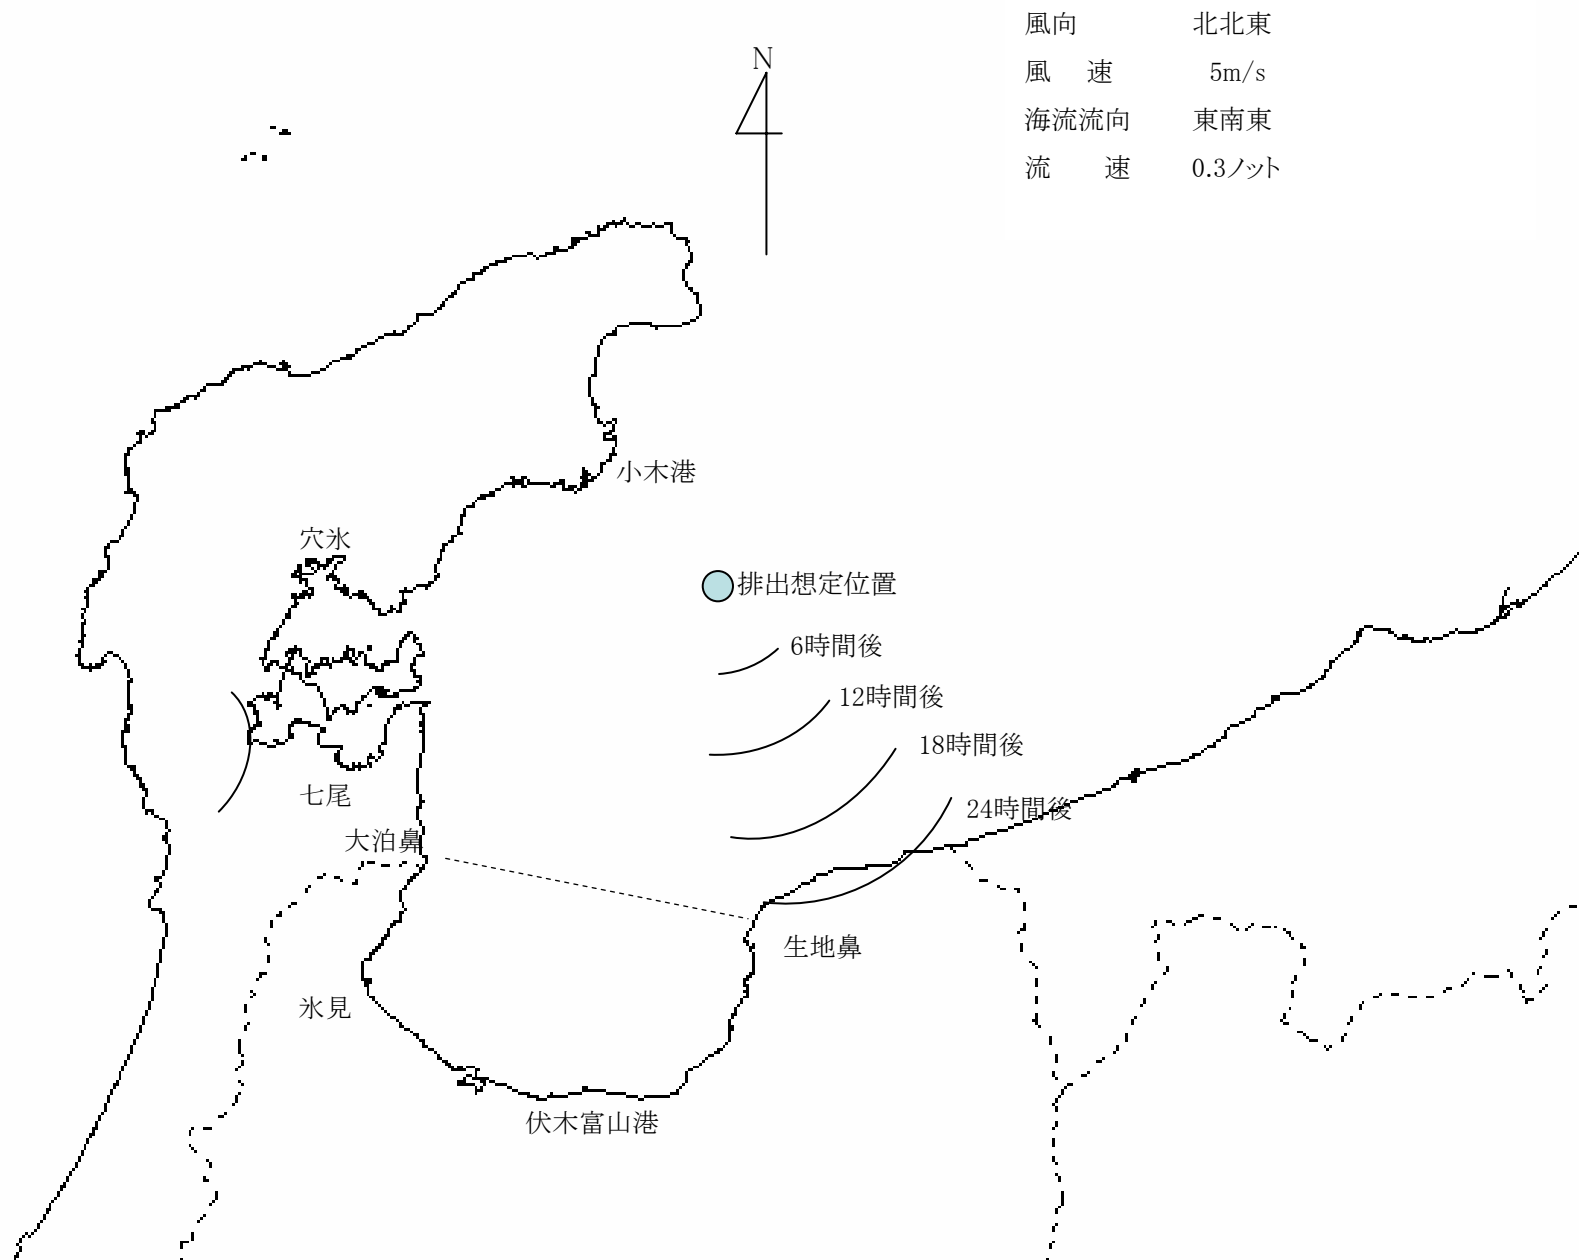 風向 北北東
風 速 5m/s
海流流向 東南東
流 速 0.3ノット
N
小木港
穴氷
排出想定位置
6時間後
12時間後
18時間後
24時間後
七尾
大泊鼻
生地鼻
氷見
伏木富山港